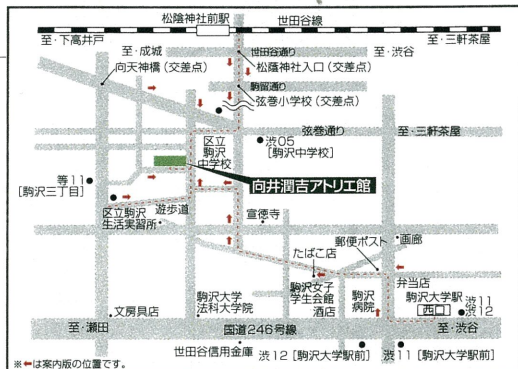 松陰神社前駅
世田谷線
至・下高井戸
至・三軒茶屋
至・成城
世田谷通り
至・渋谷
向天神橋(交差点)
松陰神社入口(交差点)
駒留通り
弦巻小学校(交差点)
弦巻通り
至・三軒茶屋
区立
駒沢
中学校
渋05
[駒沢中学校]
等11
[駒沢三丁目]
向井潤吉アトリエ館
区立駒沢
生活実習所
遊歩道
宣徳寺
たばこ店
郵便ポスト
画廊
弁当店
駒沢女子
学生会館
酒店
駒沢
病院
駒沢大学駅
西口
渋11
渋12
文房具店
駒沢大学
法科大学院
至・瀬田
国道246号線
至・渋谷
世田谷信用金庫
渋12[駒沢大学駅前]
渋11[駒沢大学駅前]
※←は案内版の位置です。